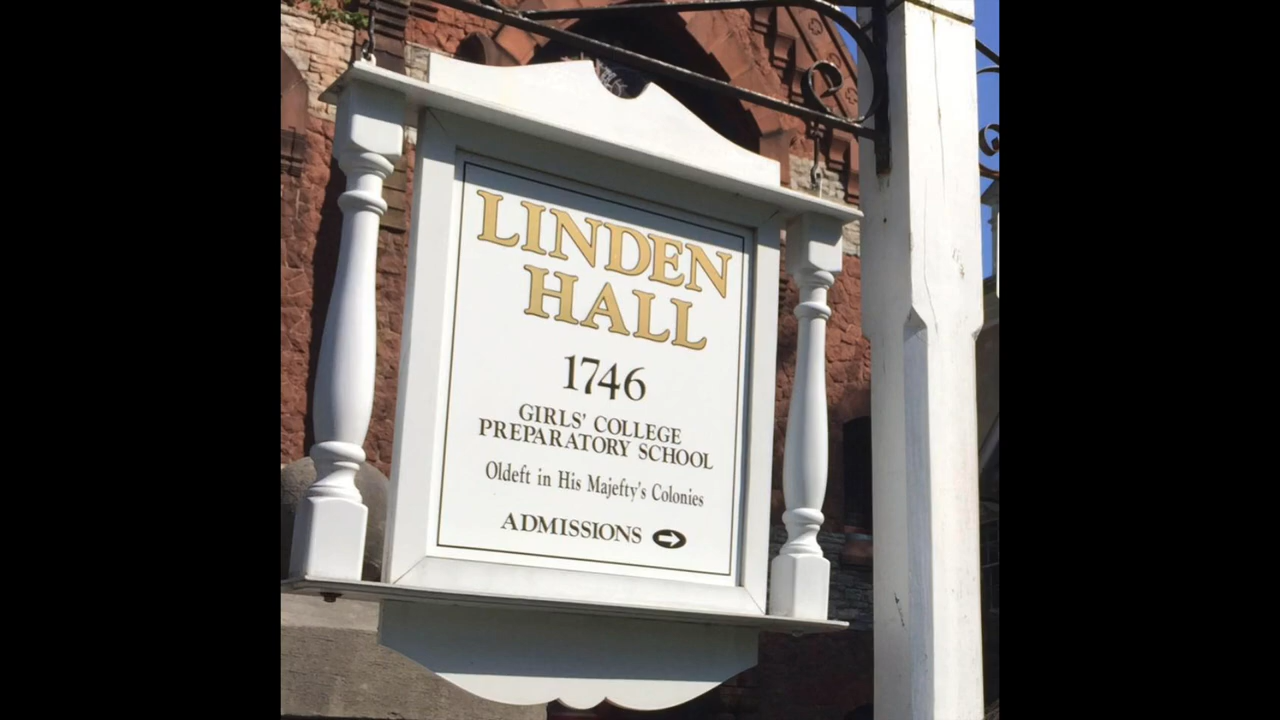 LINDEN
HALL
1746
GIRLS' COLLEGE
PREPARATORY SCHOOL
Oldeft in His Majefty's Colonies
ADMISSIONS